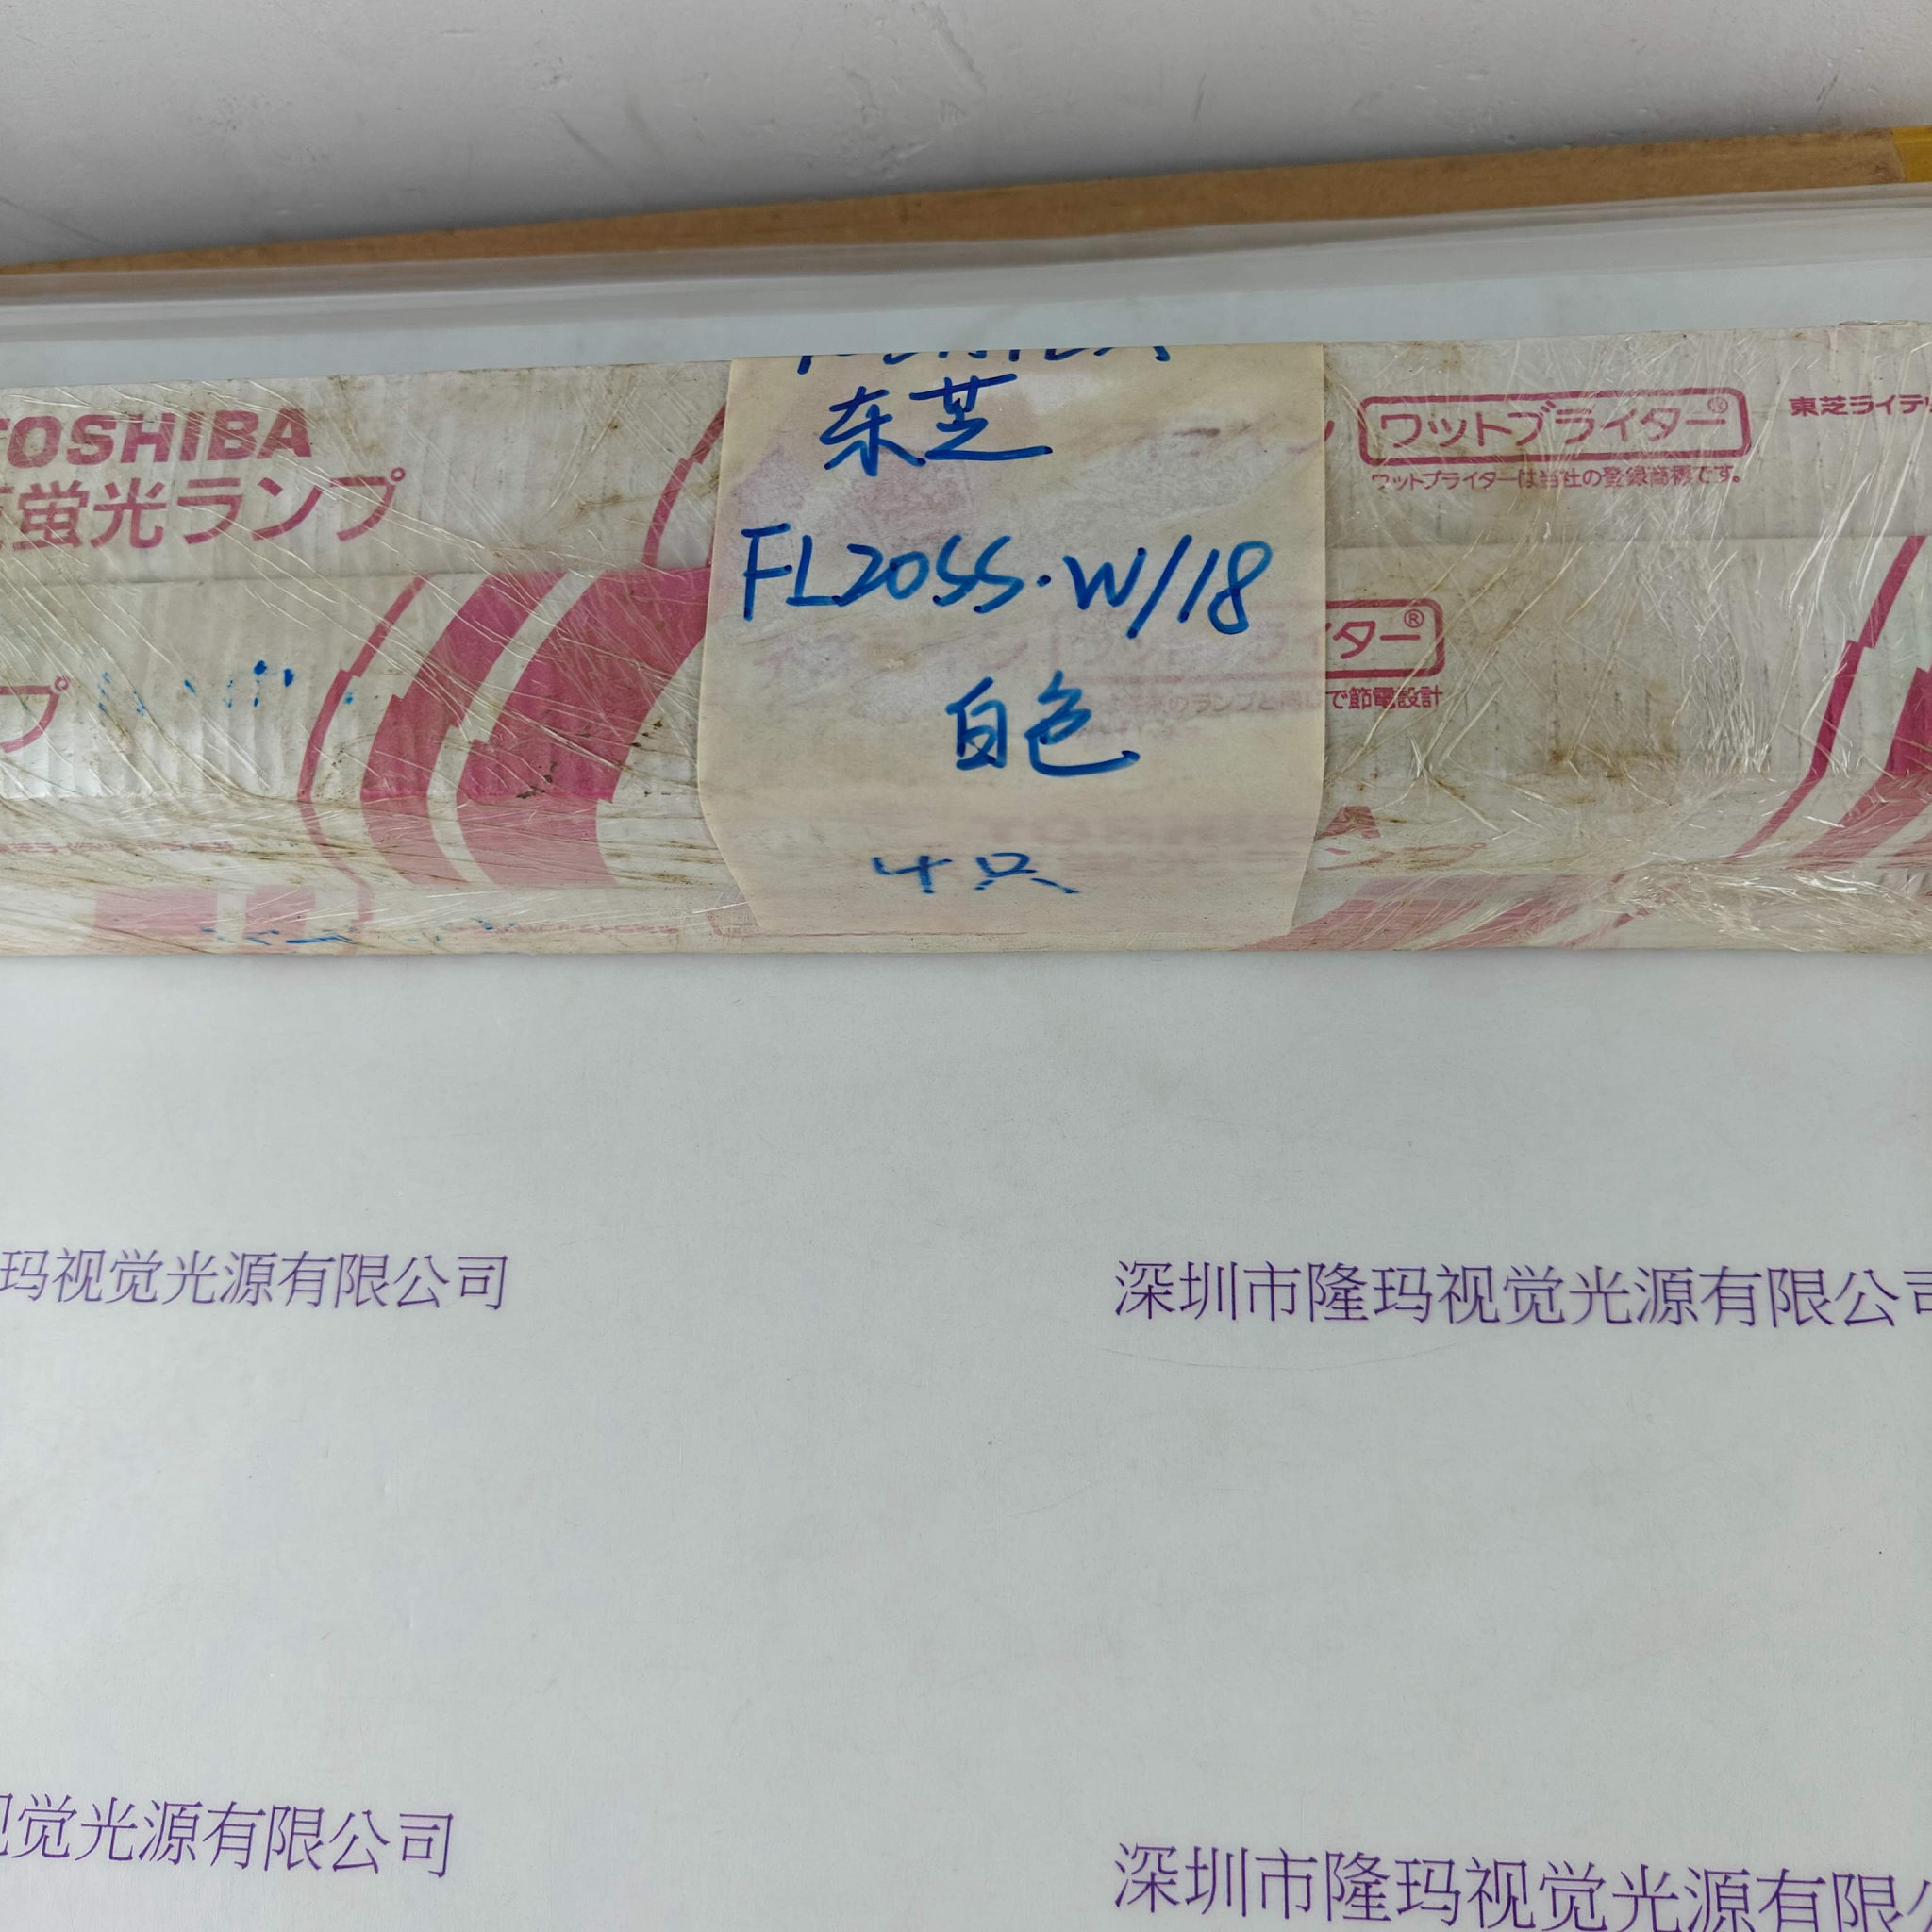 TOSHIBA
蛍光ランプ
東芝
FL20SS·W/18
白色
4只
ワットブライター®
ワットブライターは当社の登録商標です。
東芝ライテ
ター®
で節電設計
玛视觉光源有限公司
深圳市隆玛视觉光源有限公司
觉光源有限公司
深圳市隆玛视觉光源有限